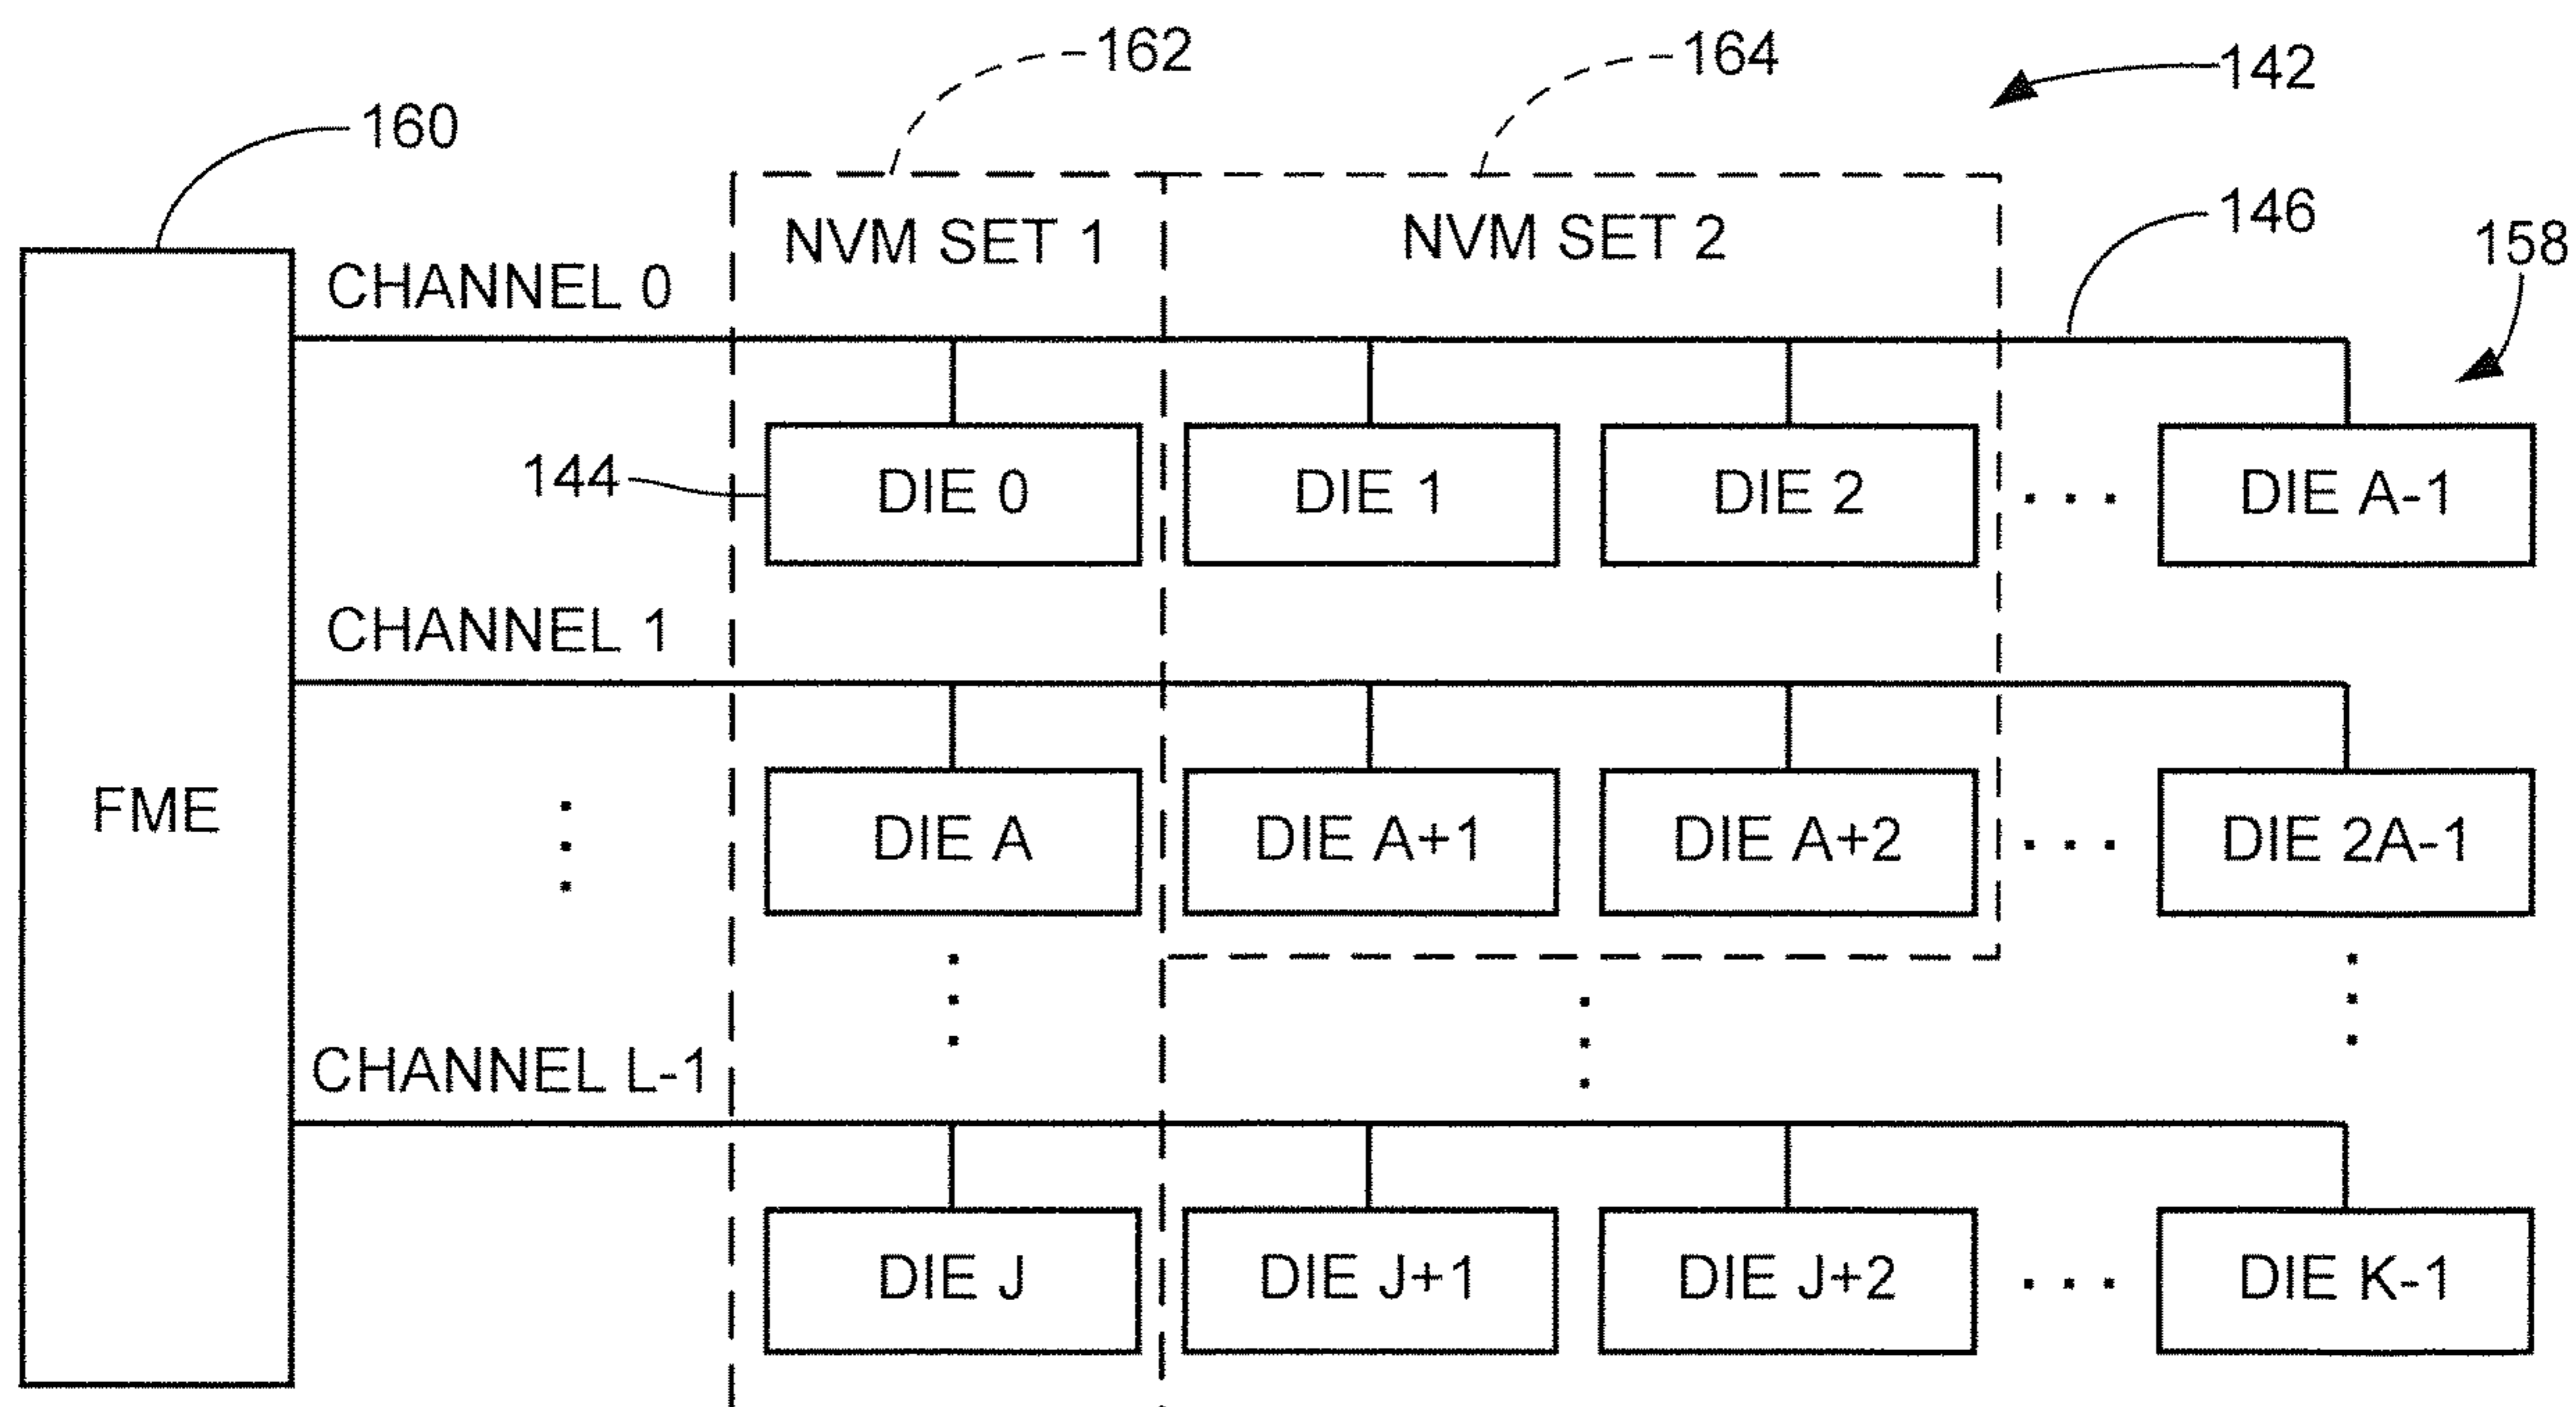 162
164
142
160
146
158
NVM SET 1
NVM SET 2
CHANNEL 0
144
DIE 0
DIE 1
DIE 2
. . .
DIE A-1
CHANNEL 1
FME
DIE A
DIE A+1
DIE A+2
. . .
DIE 2A-1
CHANNEL L-1
DIE J
DIE J+1
DIE J+2
. . .
DIE K-1